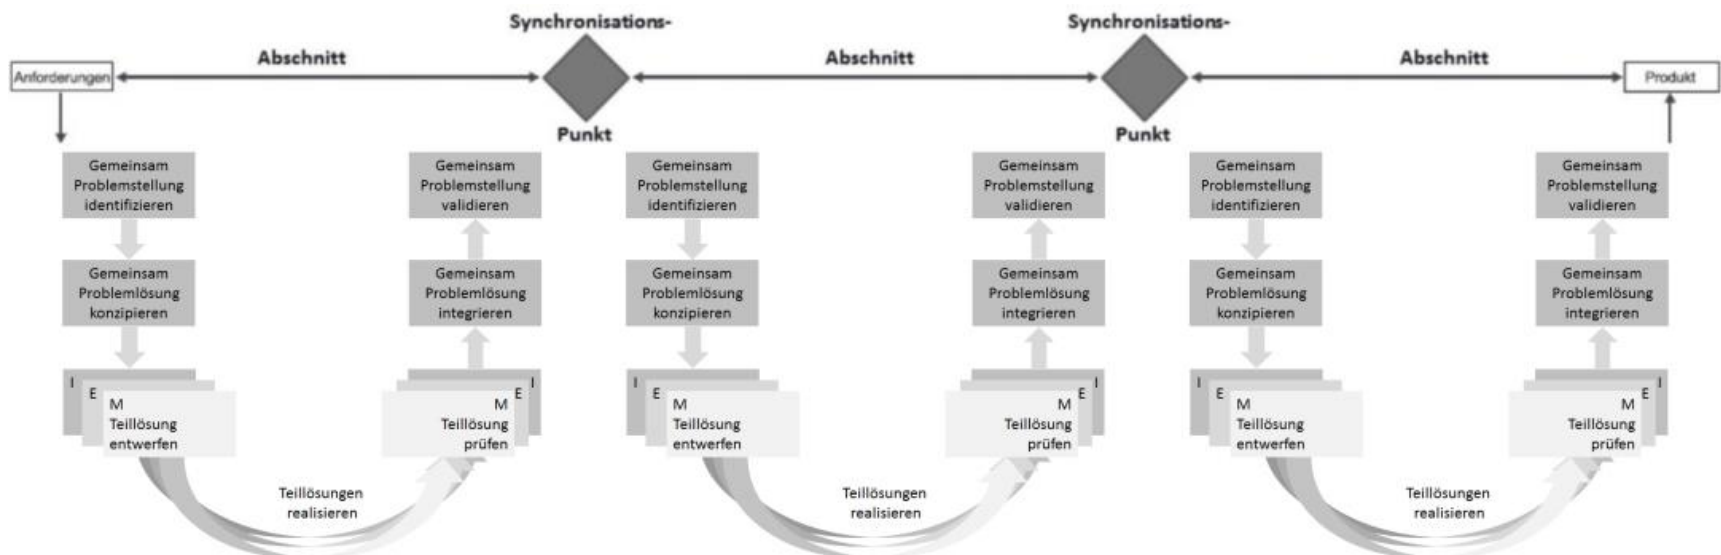 Synchronisations-
Synchronisations-
Abschnitt
Abschnitt
Abschnitt
Anforderungen
Produkt
Punkt
Punkt
Gemeinsam
Problemstellung
identifizieren
Gemeinsam
Problemstellung
validieren
Gemeinsam
Problemstellung
identifizieren
Gemeinsam
Problemstellung
validieren
Gemeinsam
Problemstellung
identifizieren
Gemeinsam
Problemstellung
validieren
Gemeinsam
Problemlösung
konzipieren
Gemeinsam
Problemlösung
integrieren
Gemeinsam
Problemlösung
konzipieren
Gemeinsam
Problemlösung
integrieren
Gemeinsam
Problemlösung
konzipieren
Gemeinsam
Problemlösung
integrieren
I
E
M
Teillösung
entwerfen
I
E
M
Teillösung
prüfen
I
E
M
Teillösung
entwerfen
I
E
M
Teillösung
prüfen
I
E
M
Teillösung
entwerfen
I
E
M
Teillösung
prüfen
Teillösungen
realisieren
Teillösungen
realisieren
Teillösungen
realisieren